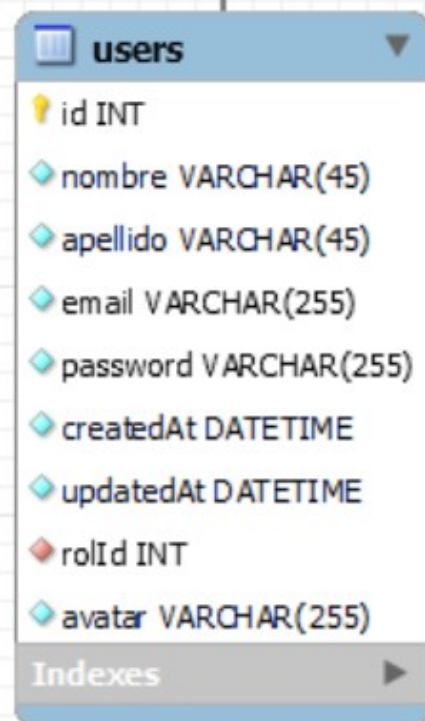 users
id INT
nombre VARCHAR(45)
apellido VARCHAR(45)
email VARCHAR(255)
password VARCHAR(255)
createdAt DATETIME
updatedAt DATETIME
rolId INT
avatar VARCHAR(255)
Indexes